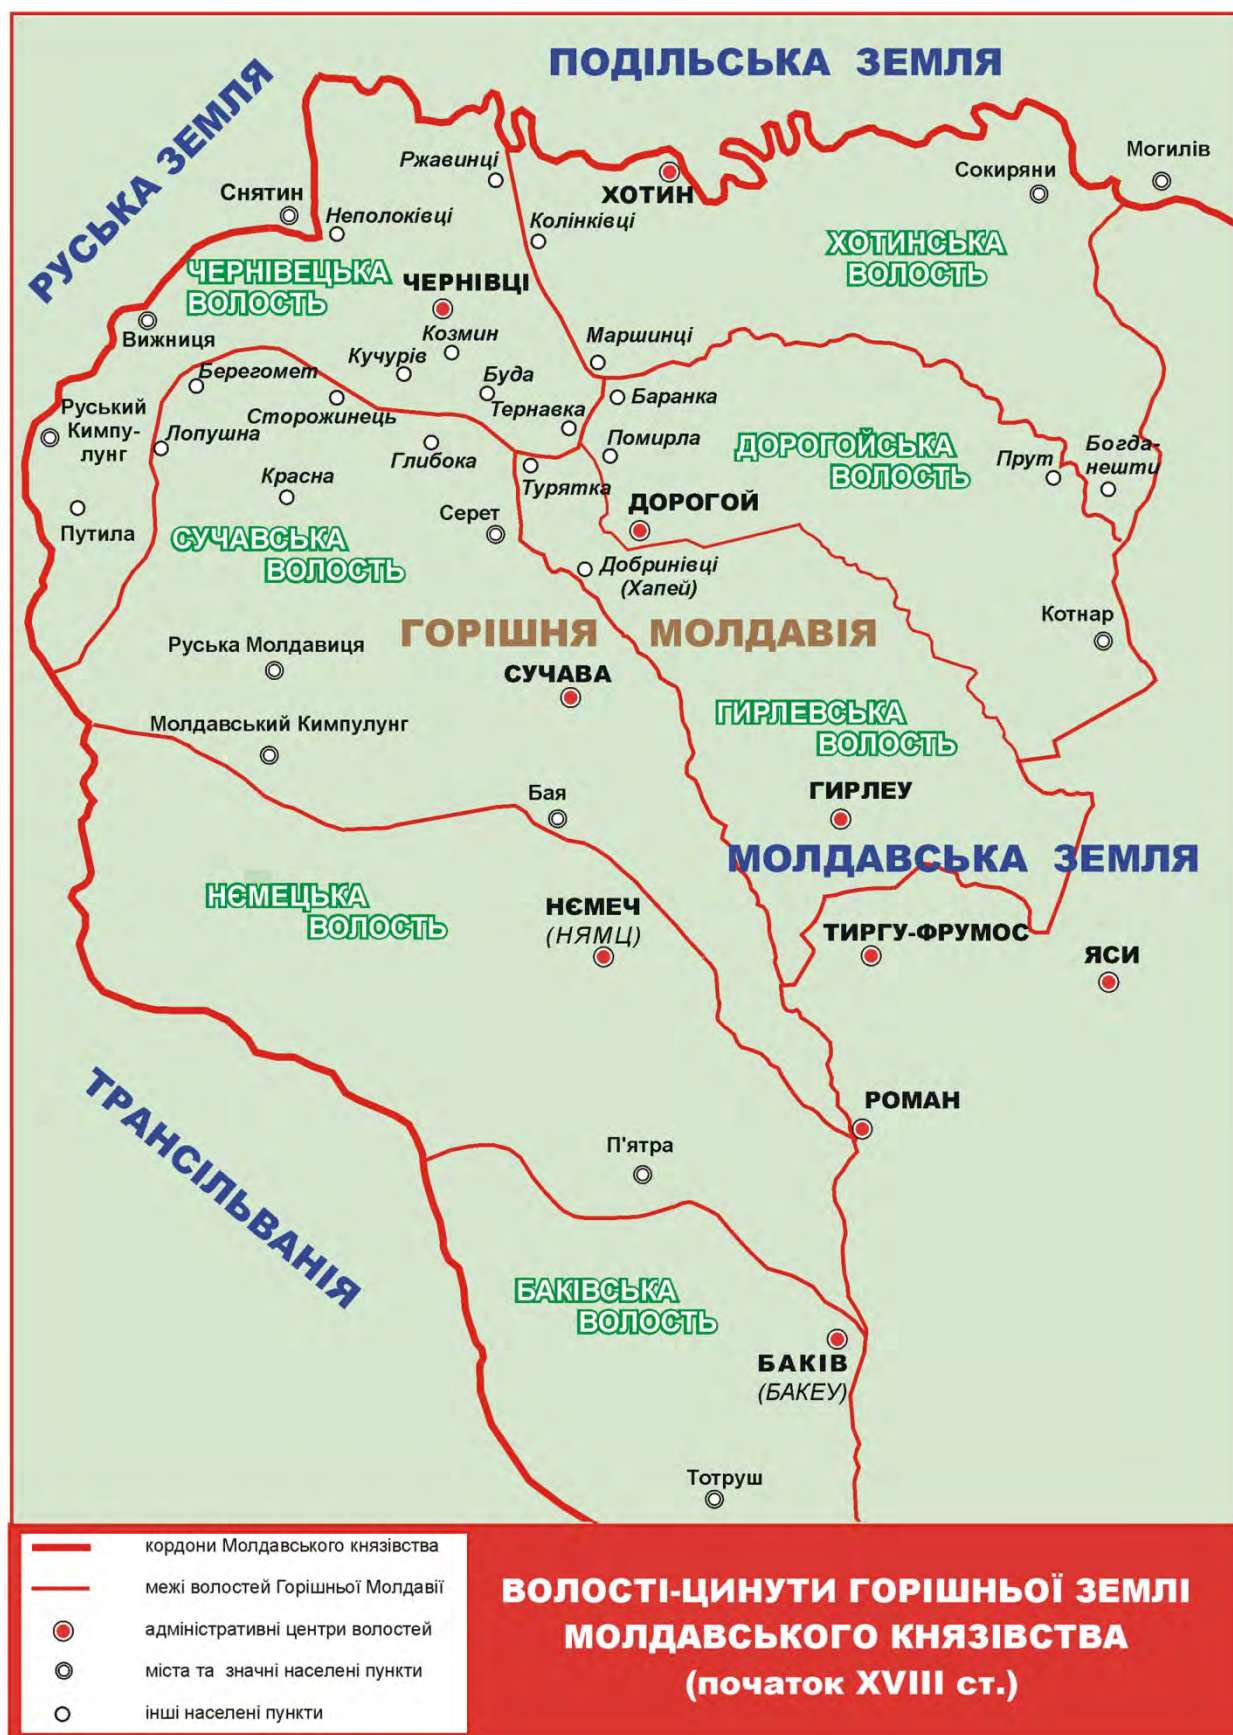 ПОДІЛЬСЬКА ЗЕМЛЯ
РУСЬКА ЗЕМЛЯ
Могилів
Ржавинці
Сокиряни
ХОТИН
Снятин
Неполоківці
Колінківці
ХОТИНСЬКА
ВОЛОСТЬ
ЧЕРНІВЕЦЬКА
ВОЛОСТЬ
ЧЕРНІВЦІ
Вижниця
Козмин
Маршинці
Кучурів
Берегомет
Буда
Баранка
Сторожинець
Тернавка
Руський
Кимпу-
лунг
Лопушна
Помирла
ДОРОГОЙСЬКА
ВОЛОСТЬ
Богда-
нешти
Прут
Глибока
Красна
Турятка
Путила
Серет
ДОРОГОЙ
СУЧАВСЬКА
ВОЛОСТЬ
Добринівці
(Хапей)
Котнар
ГОРІШНЯ МОЛДАВІЯ
Руська Молдавиця
СУЧАВА
Молдавський Кимпулунг
ГИРЛЕВСЬКА
ВОЛОСТЬ
Бая
ГИРЛЕУ
МОЛДАВСЬКА ЗЕМЛЯ
НЄМЕЦЬКА
ВОЛОСТЬ
НЄМЕЧ
(НЯМЦ)
ТИРГУ-ФРУМОС
ЯСИ
ТРАНСІЛЬВАНІЯ
РОМАН
П'ятра
БАКІВСЬКА
ВОЛОСТЬ
БАКІВ
(БАКЕУ)
Тотруш
кордони Молдавського князівства
межі волостей Горішньої Молдавії
адміністративні центри волостей
міста та значні населені пункти
інші населені пункти
ВОЛОСТІ-ЦИНУТИ ГОРІШНЬОЇ ЗЕМЛІ
МОЛДАВСЬКОГО КНЯЗІВСТВА
(початок XVIII ст.)